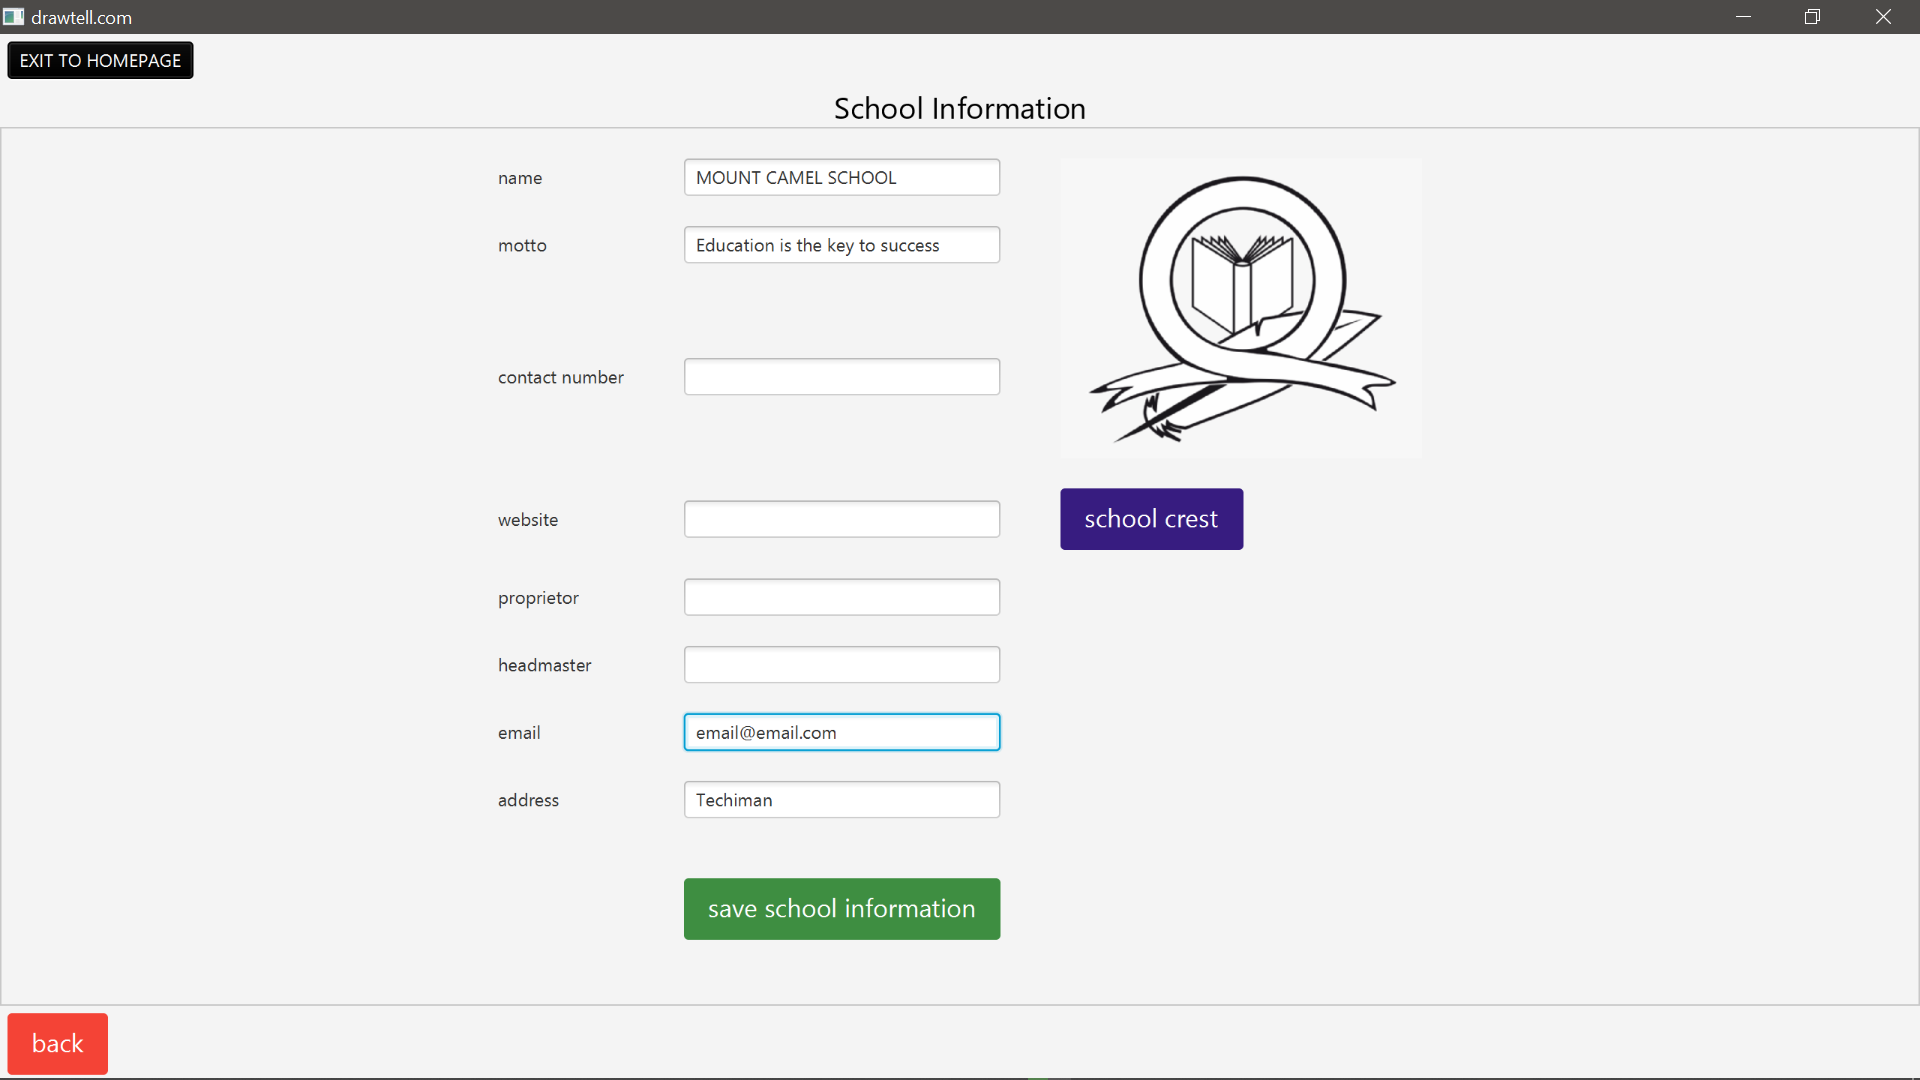 drawtell.com
EXIT TO HOMEPAGE
School Information
name
MOUNT CAMEL SCHOOL
motto
Education is the key to success
contact number
website
school crest
proprietor
headmaster
email
email@email.com
address
Techiman
save school information
back